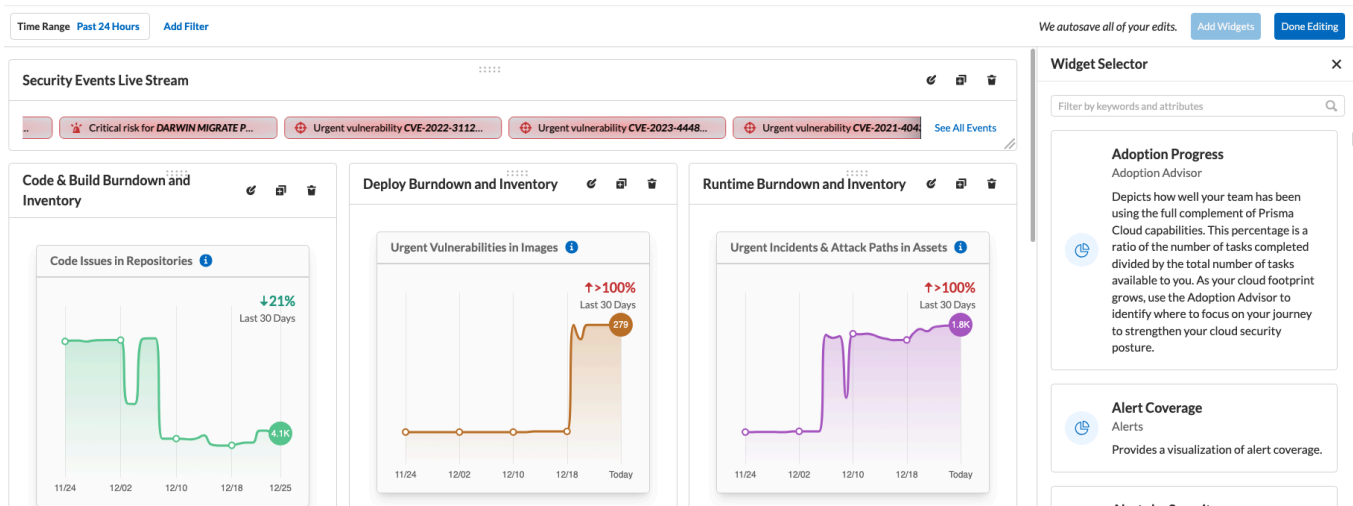 Time Range Past 24 Hours Add Filter We autosave all of your edits. Add Widgets Done Editing
Security Events Live Stream
.. Critical risk for DARWIN MIGRATE P... Urgent vulnerability CVE-2022-3112... Urgent vulnerability CVE-2023-4448... Urgent vulnerability CVE-2021-404 See All Events
Code & Build Burndown and
Inventory
Code Issues in Repositories
21%
Last 30 Days
4.1K
11/24 12/02 12/10 12/18 12/25
Deploy Burndown and Inventory
Urgent Vulnerabilities in Images
>100%
Last 30 Days
279
11/24 12/02 12/10 12/18 Today
Runtime Burndown and Inventory
Urgent Incidents & Attack Paths in Assets
>100%
Last 30 Days
1.8K
11/24 12/02 12/10 12/18 Today
Widget Selector
Filter by keywords and attributes
Adoption Progress
Adoption Advisor
Depicts how well your team has been
using the full complement of Prisma
Cloud capabilities. This percentage is a
ratio of the number of tasks completed
divided by the total number of tasks
available to you. As your cloud footprint
grows, use the Adoption Advisor to
identify where to focus on your journey
to strengthen your cloud security
posture.
Alert Coverage
Alerts
Provides a visualization of alert coverage.